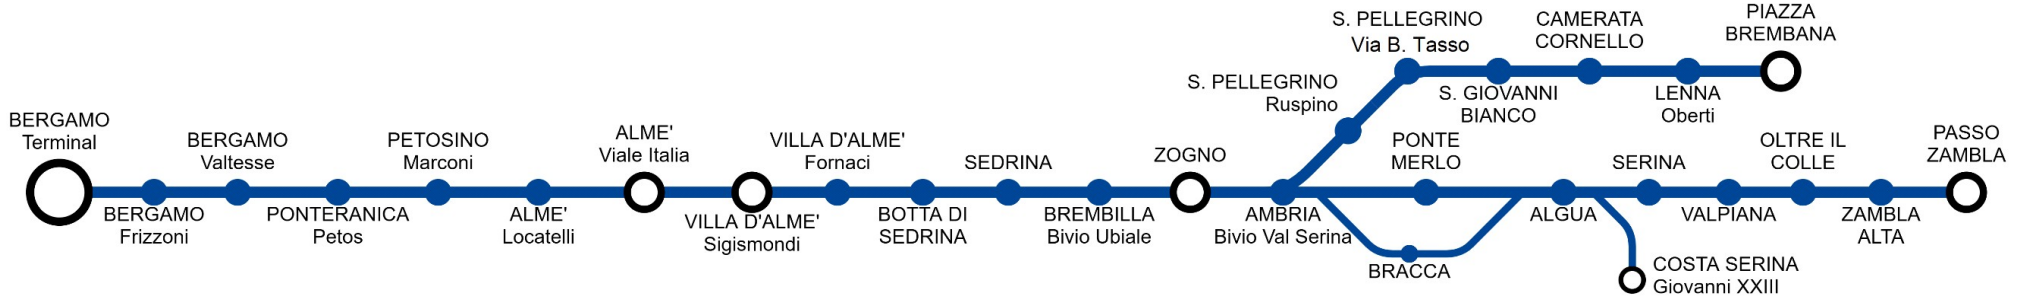 BERGAMO
Terminal
BERGAMO
Frizzoni
BERGAMO
Valtesse
PONTERANICA
Petos
PETOSINO
Marconi
ALME'
Locatelli
ALME'
Viale Italia
VILLA D'ALME'
Sigismondi
VILLA D'ALME'
Fornaci
BOTTA DI
SEDRINA
SEDRINA
BREMBILLA
Bivio Ubiale
ZOGNO
AMBRIA
Bivio Val Serina
S. PELLEGRINO
Ruspino
S. PELLEGRINO
Via B. Tasso
S. GIOVANNI
BIANCO
CAMERATA
CORNELLO
LENNA
Oberti
PIAZZA
BREMBANA
PONTE
MERLO
BRACCA
ALGUA
COSTA SERINA
Giovanni XXIII
SERINA
VALPIANA
OLTRE IL
COLLE
ZAMBLA
ALTA
PASSO
ZAMBLA